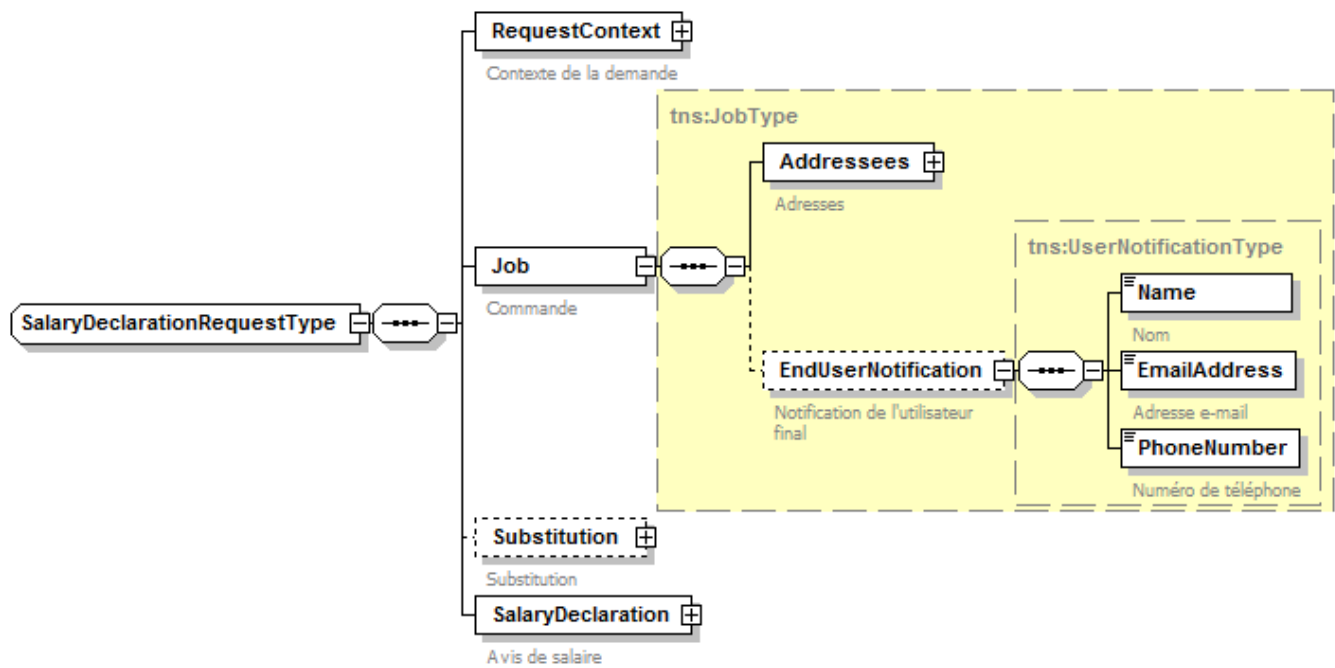 RequestContext
Contexte de la demande
tns:JobType
Addressees
Adresses
tns:UserNotificationType
Job
Commande
Name
Nom
SalaryDeclarationRequestType
EndUserNotification
Notification de l'utilisateur
final
EmailAddress
Adresse e-mail
PhoneNumber
Numéro de téléphone
Substitution
Substitution
SalaryDeclaration
Avis de salaire